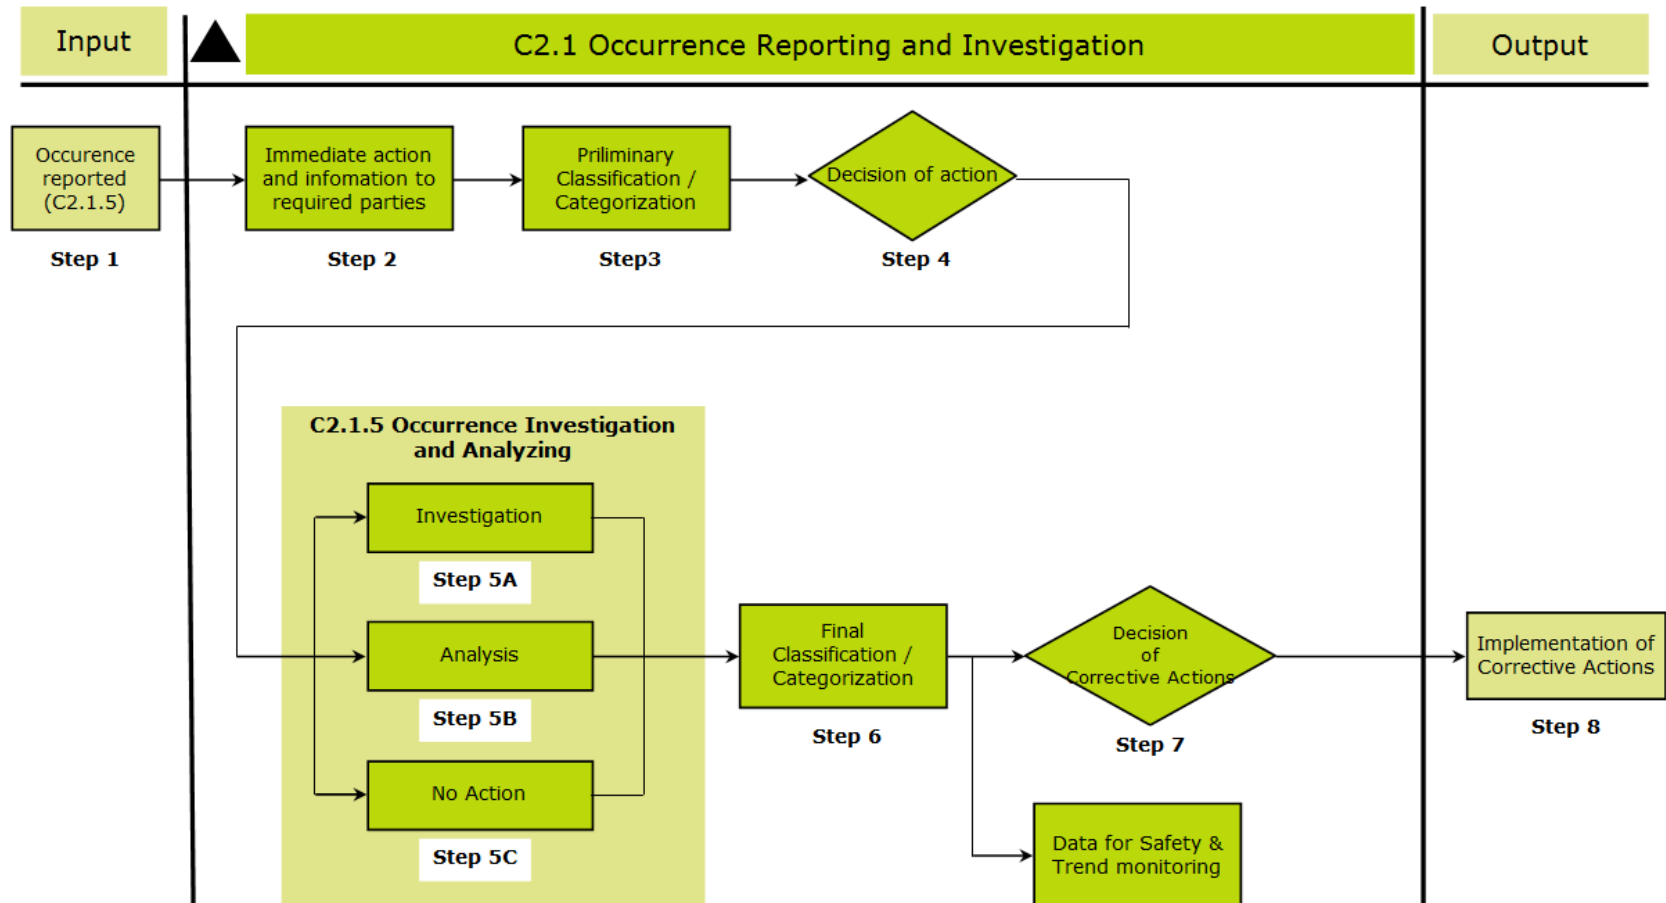 Input
C2.1 Occurrence Reporting and Investigation
Output
Occurence
reported
(C2.1.5)
Step 1
Immediate action
and infomation to
required parties
Step 2
Priliminary
Classification /
Categorization
Step3
Decision of action
Step 4
C2.1.5 Occurrence Investigation
and Analyzing
Investigation
Step 5A
Analysis
Step 5B
No Action
Step 5C
Final
Classification /
Categorization
Step 6
Decision
of
Corrective Actions
Step 7
Data for Safety &
Trend monitoring
Implementation of
Corrective Actions
Step 8